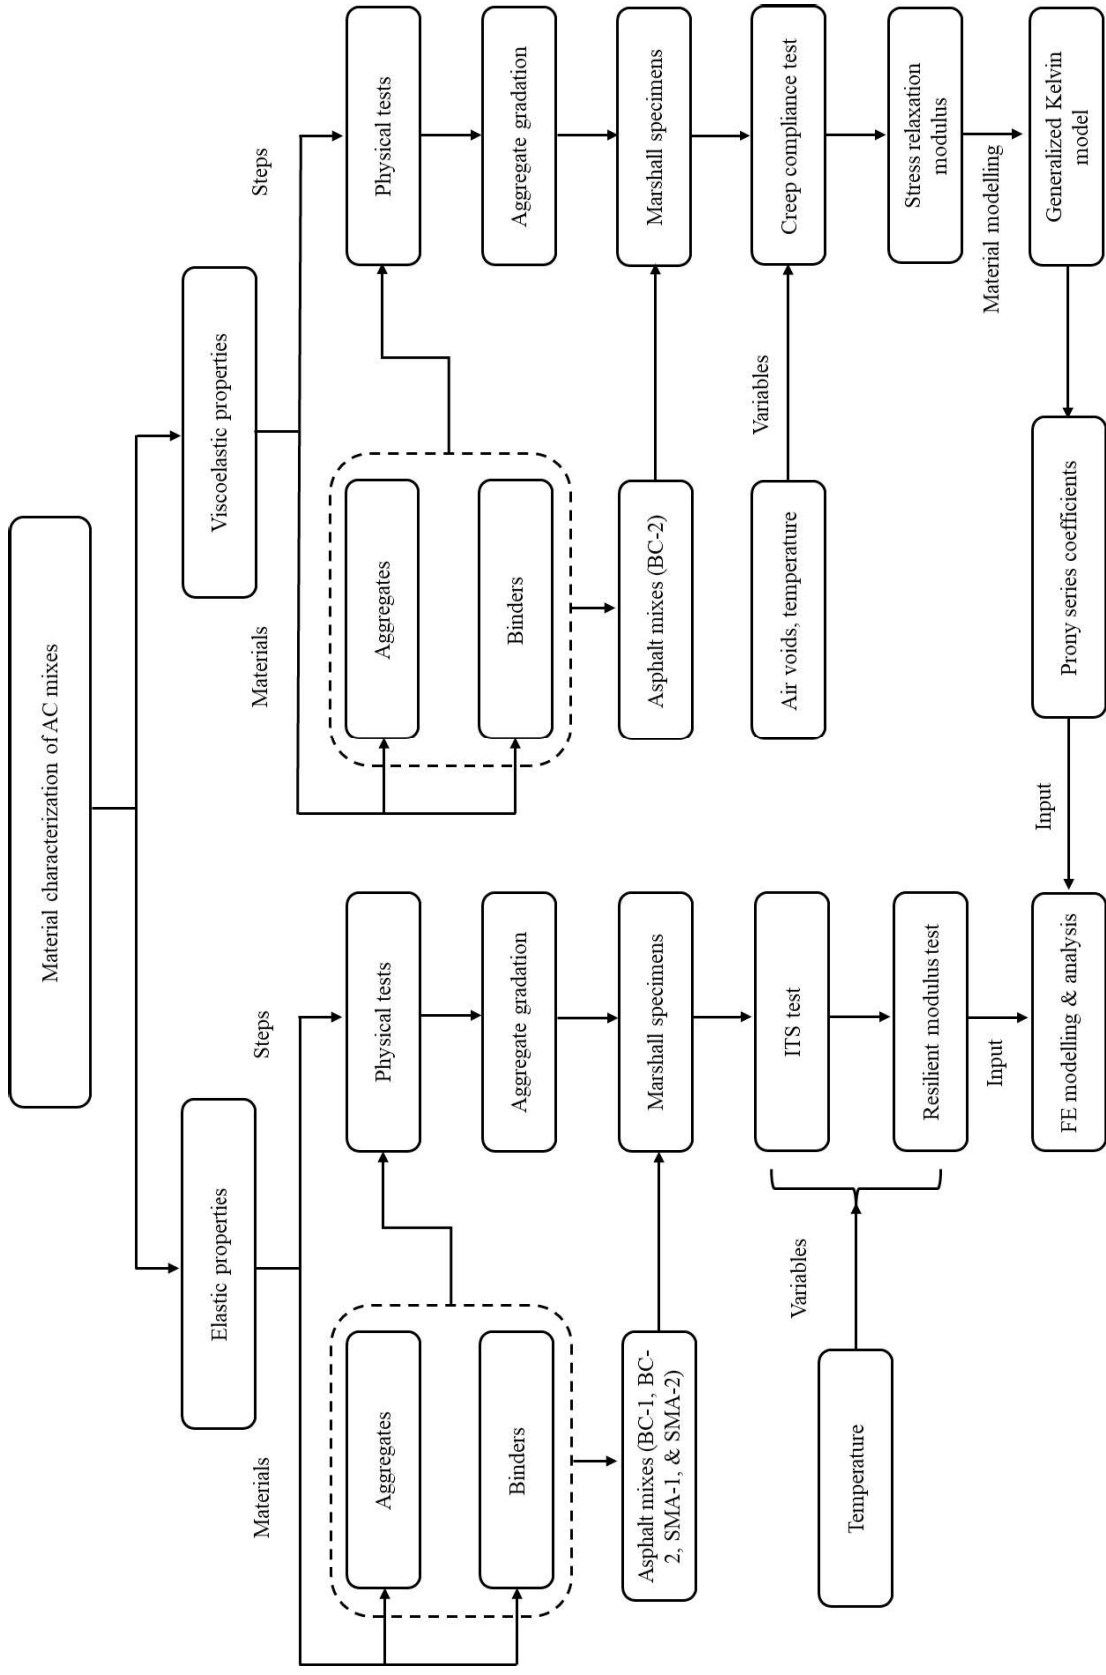 Material characterization of AC mixes
Elastic properties
Viscoelastic properties
Materials
Steps
Materials
Steps
Aggregates
Physical tests
Aggregates
Physical tests
Binders
Aggregate gradation
Binders
Aggregate gradation
Asphalt mixes (BC-1, BC-
2, SMA-1, & SMA-2)
Marshall specimens
Asphalt mixes (BC-2)
Marshall specimens
Temperature
Variables
ITS test
Air voids, temperature
Variables
Creep compliance test
Resilient modulus test
Stress relaxation
modulus
Input
Material modelling
FE modelling & analysis
Input
Prony series coefficients
Generalized Kelvin
model